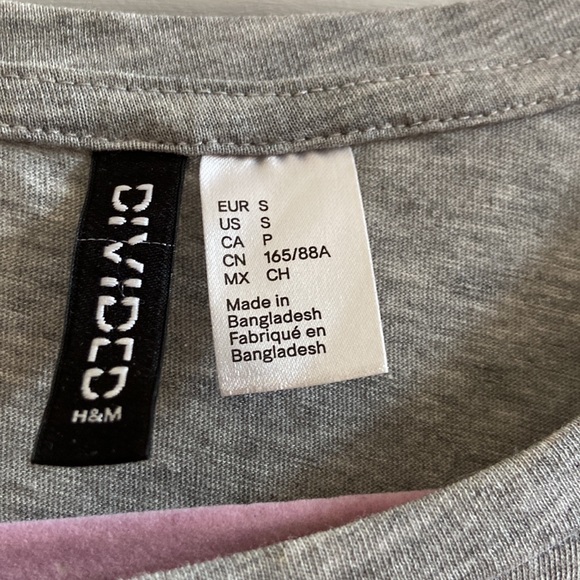 DIVIDED
H&M
EUR S
US S
CA P
CN 165/88A
MX CH
Made in
Bangladesh
Fabriqué en
Bangladesh